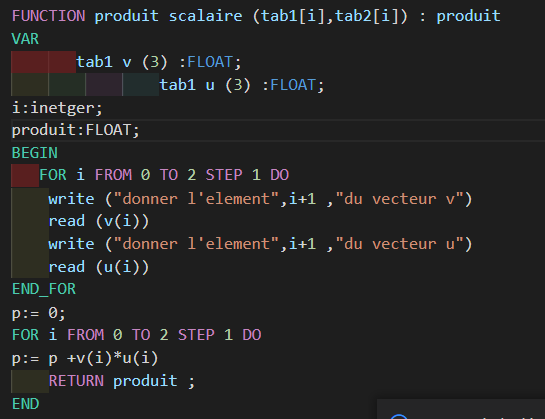 FUNCTION produit scalaire (tab1[i],tab2[i]) : produit
VAR
tab1 v (3) :FLOAT;
tab1 u (3) :FLOAT;
i:inetger;
produit:FLOAT;
BEGIN
FOR i FROM 0 TO 2 STEP 1 DO
write ("donner l'element",i+1 ,"du vecteur v")
read (v(i))
write ("donner l'element",i+1 ,"du vecteur u")
read (u(i))
END_FOR
p:= 0;
FOR i FROM 0 TO 2 STEP 1 DO
p:= p +v(i)*u(i)
RETURN produit ;
END